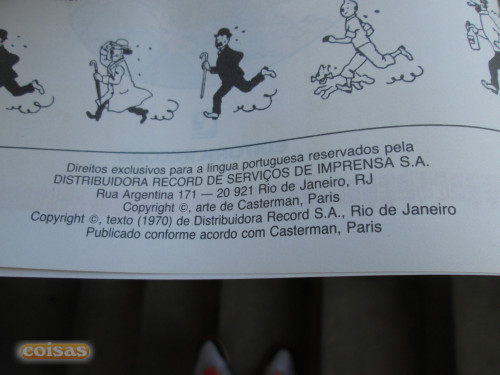 Direitos exclusivos para a língua portuguesa reservados pela
DISTRIBUIDORA RECORD DE SERVIÇOS DE IMPRENSA S.A.
Rua Argentina 171 — 20 921 Rio de Janeiro, RJ
Copyright ©, arte de Casterman, Paris
Copyright ©, texto (1970) de Distribuidora Record S.A., Rio de Janeiro
Publicado conforme acordo com Casterman, Paris
coisas